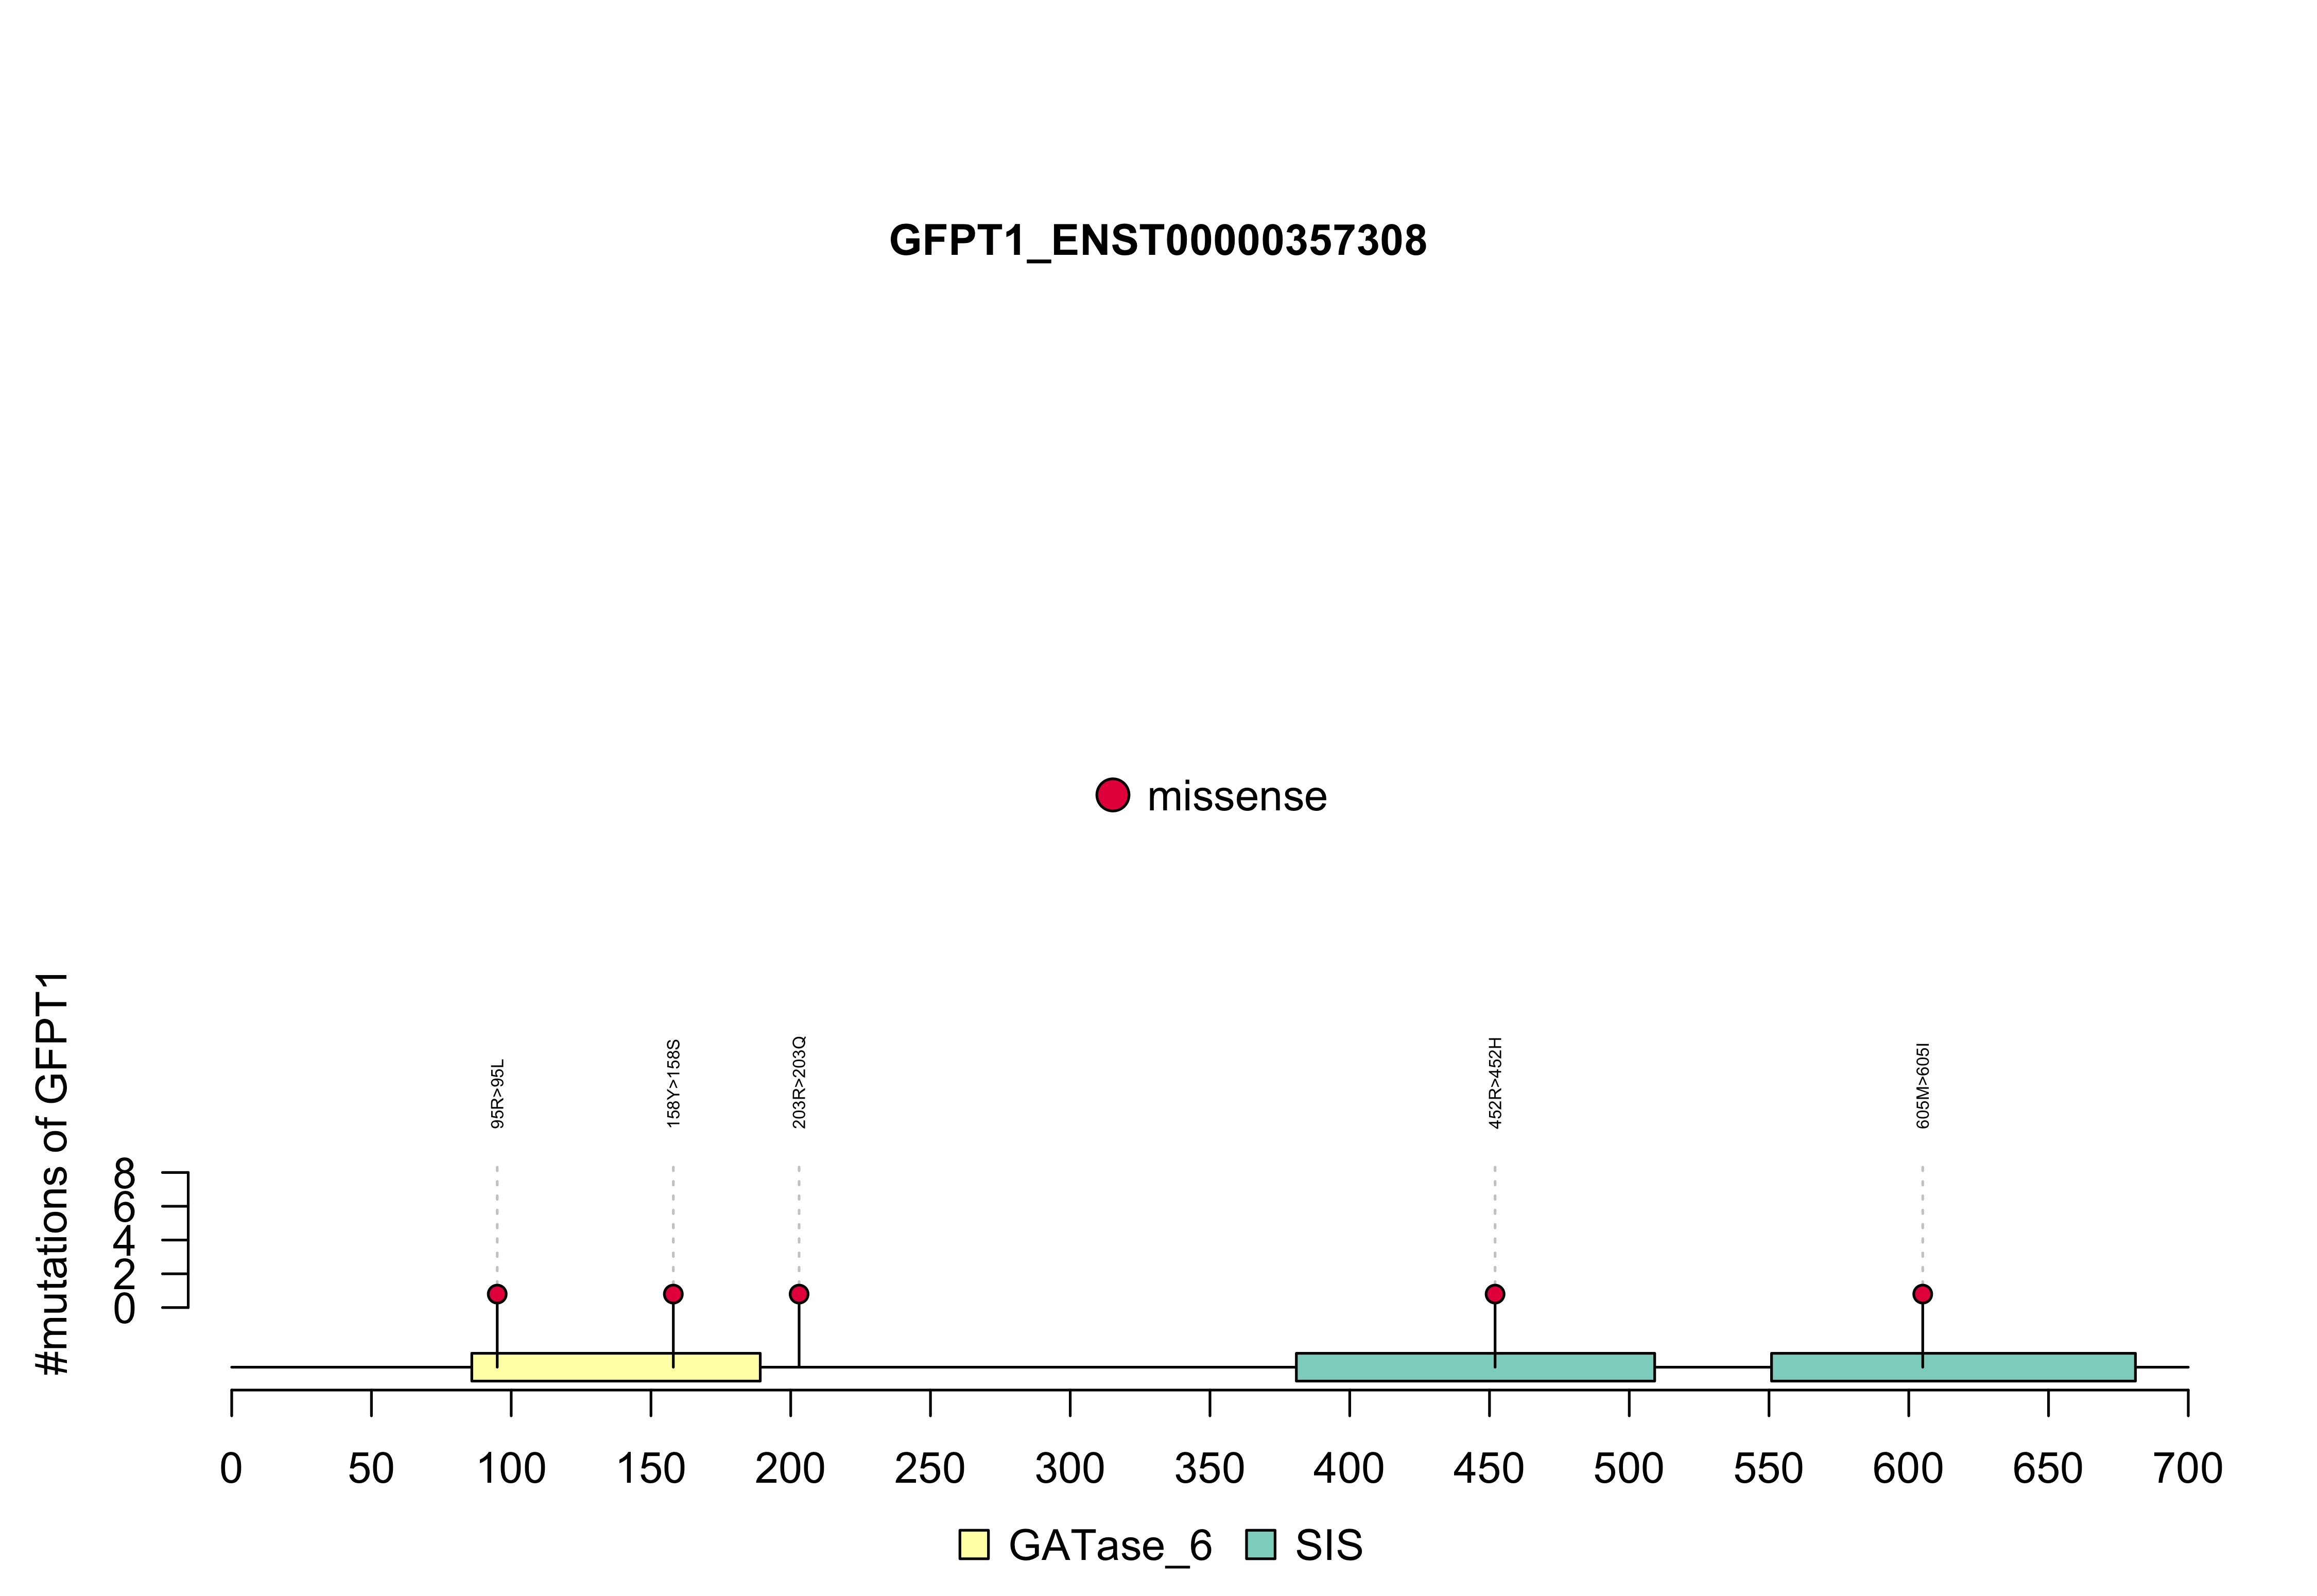 GFPT1_ENST00000357308
missense
#mutations of GFPT1
95R>95L
158Y>158S
203R>203Q
452R>452H
605M>605I
8
6
4
2
0
0 50 100 150 200 250 300 350 400 450 500 550 600 650 700
GATase_6 SIS